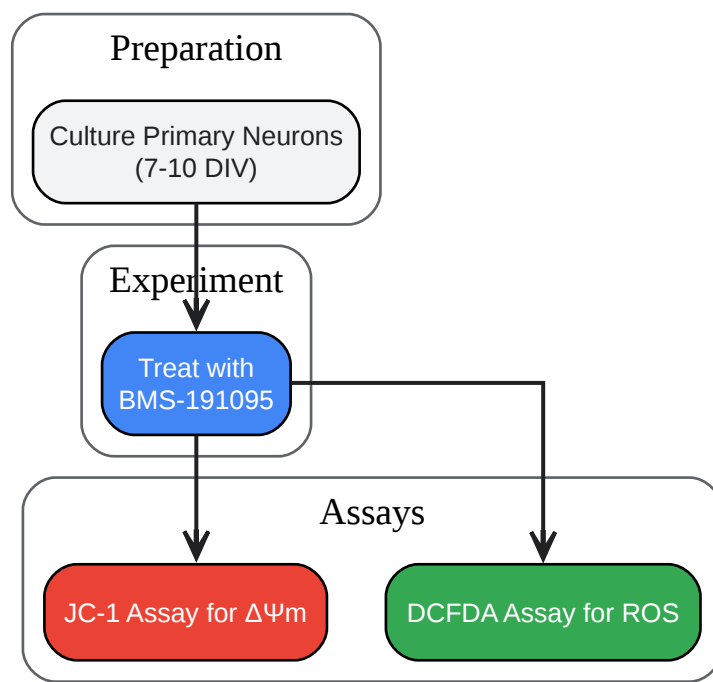 Preparation
Culture Primary Neurons
(7-10 DIV)
Experiment
Treat with
BMS-191095
Assays
JC-1 Assay for ΔΨm
DCFDA Assay for ROS